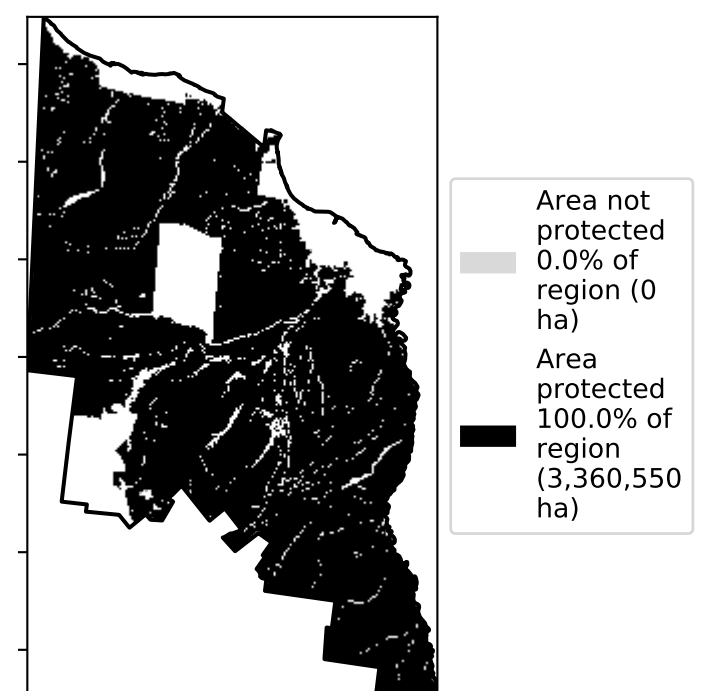 Area not
protected
0.0% of
region (0
ha)
Area
protected
100.0% of
region
(3,360,550
ha)